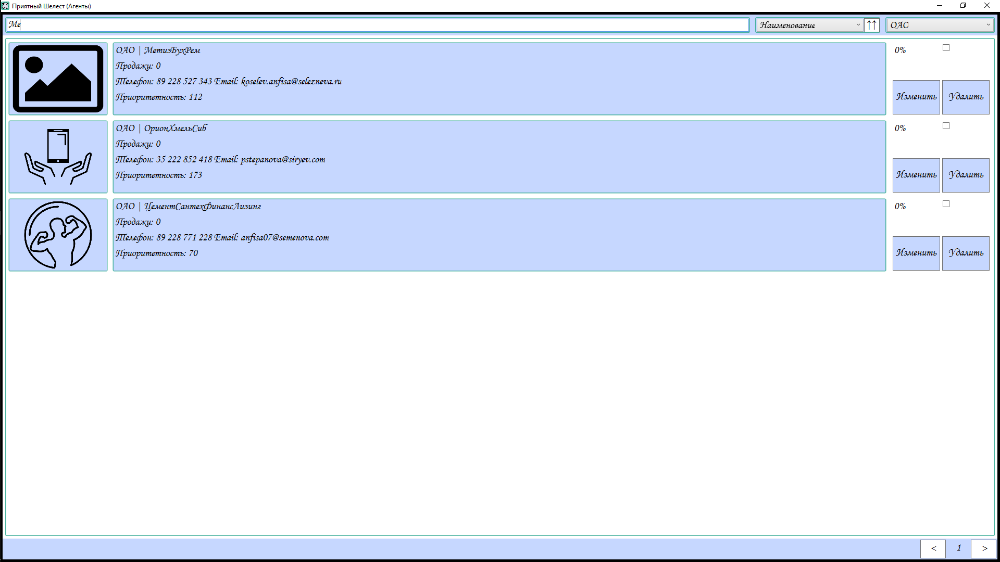 Приятный Шелест (Агенты)
Ме
Наименование
↑↑
ОАО
ОАО | МетизБухРем
Продажи: 0
Телефон: 89 228 527 343 Email: koselev.anfisa@selezneva.ru
Приоритетность: 112
0%
Изменить
Удалить
ОАО | ОрионХмельСиб
Продажи: 0
Телефон: 35 222 852 418 Email: pstepanova@siryev.com
Приоритетность: 173
0%
Изменить
Удалить
ОАО | ЦементСантехФинансЛизинг
Продажи: 0
Телефон: 89 228 771 228 Email: anfisa07@semenova.com
Приоритетность: 70
0%
Изменить
Удалить
< 1 >